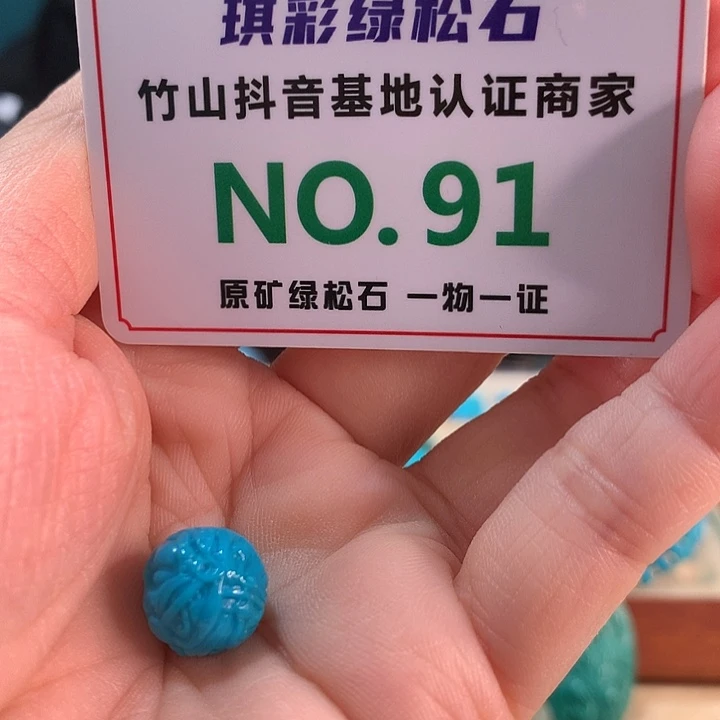 琪彩绿松石
竹山抖音基地认证商家
NO.91
原矿绿松石 一物一证